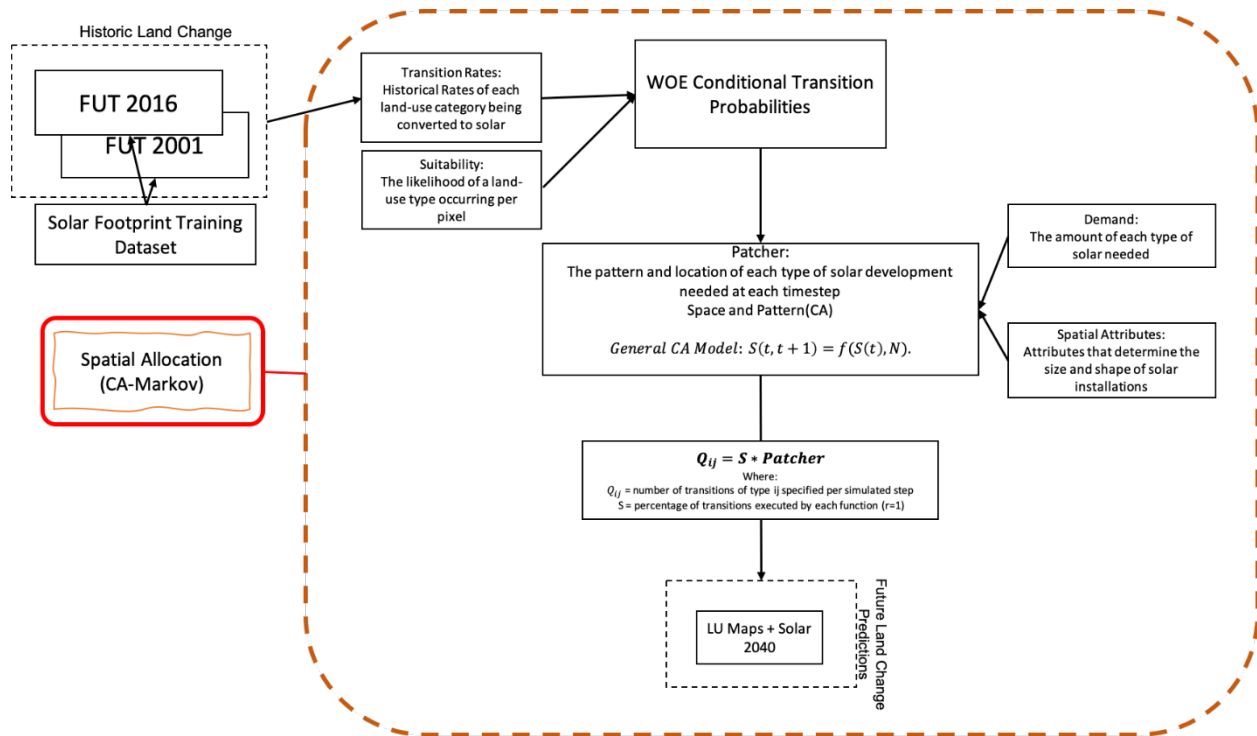 Historic Land Change
FUT 2016
FUT 2001
Solar Footprint Training
Dataset
Spatial Allocation
(CA-Markov)
Transition Rates:
Historical Rates of each
land-use category being
converted to solar
Suitability:
The likelihood of a land-
use type occurring per
pixel
WOE Conditional Transition
Probabilities
Patcher:
The pattern and location of each type of solar development
needed at each timestep
Space and Pattern(CA)
General CA Model: S(t, t + 1) = f(S(t), N).
Demand:
The amount of each type of
solar needed
Spatial Attributes:
Attributes that determine the
size and shape of solar
installations
Q_{ij} = S * Patcher
Where:
Q_{ij} = number of transitions of type ij specified per simulated step
S = percentage of transitions executed by each function (r=1)
LU Maps + Solar
2040
Future Land Change
Predictions